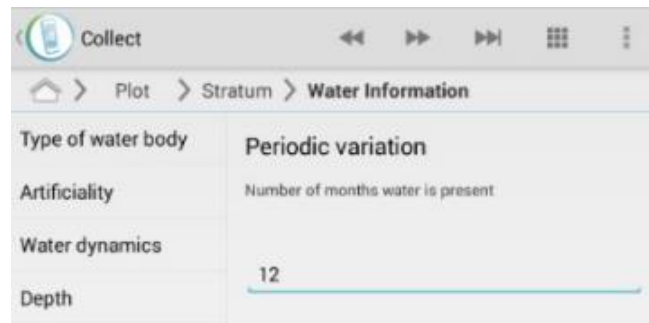 Collect
Plot > Stratum > Water Information
Type of water body
Artificiality
Water dynamics
Depth
Periodic variation
Number of months water is present
12